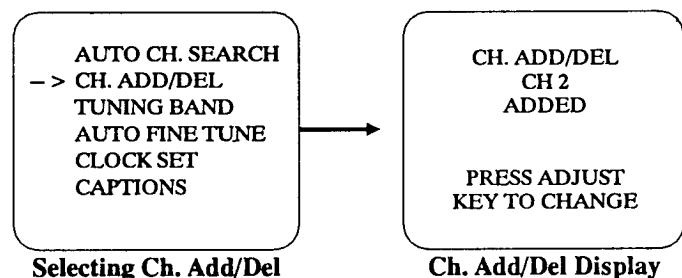 AUTO CH. SEARCH
–> CH. ADD/DEL
TUNING BAND
AUTO FINE TUNE
CLOCK SET
CAPTIONS
Selecting Ch. Add/Del
CH. ADD/DEL
CH 2
ADDED
PRESS ADJUST
KEY TO CHANGE
Ch. Add/Del Display